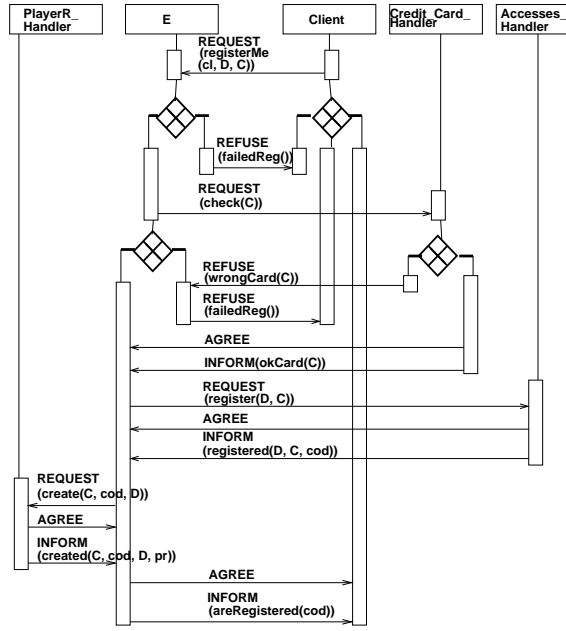 PlayerR_
Handler
E
Client
Credit_Card_
Handler
Accesses_
Handler
REQUEST
(registerMe
(cl, D, C))
REFUSE
(failedReg())
REQUEST
(check(C))
REFUSE
(wrongCard(C))
REFUSE
(failedReg())
AGREE
INFORM(okCard(C))
REQUEST
(register(D, C))
AGREE
INFORM
(registered(D, C, cod))
REQUEST
(create(C, cod, D))
AGREE
INFORM
(created(C, cod, D, pr))
AGREE
INFORM
(areRegistered(cod))